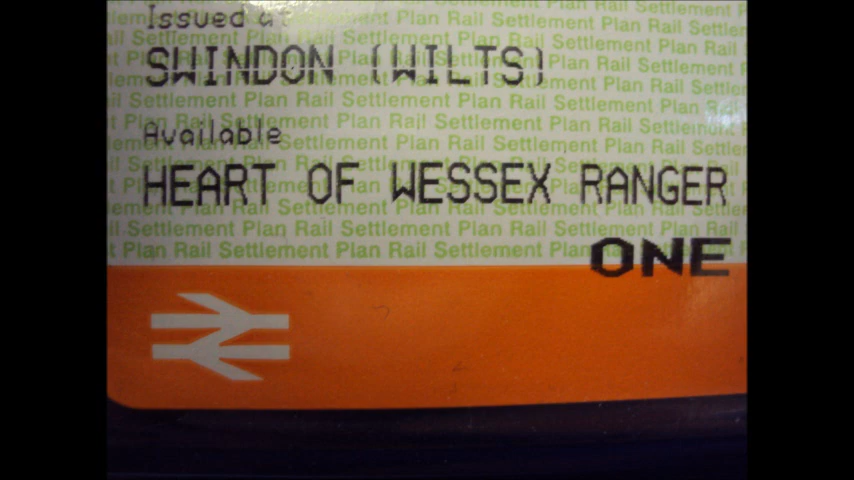 Issued at
SWINDON (WILTS)
Available
HEART OF WESSEX RANGER
ONE